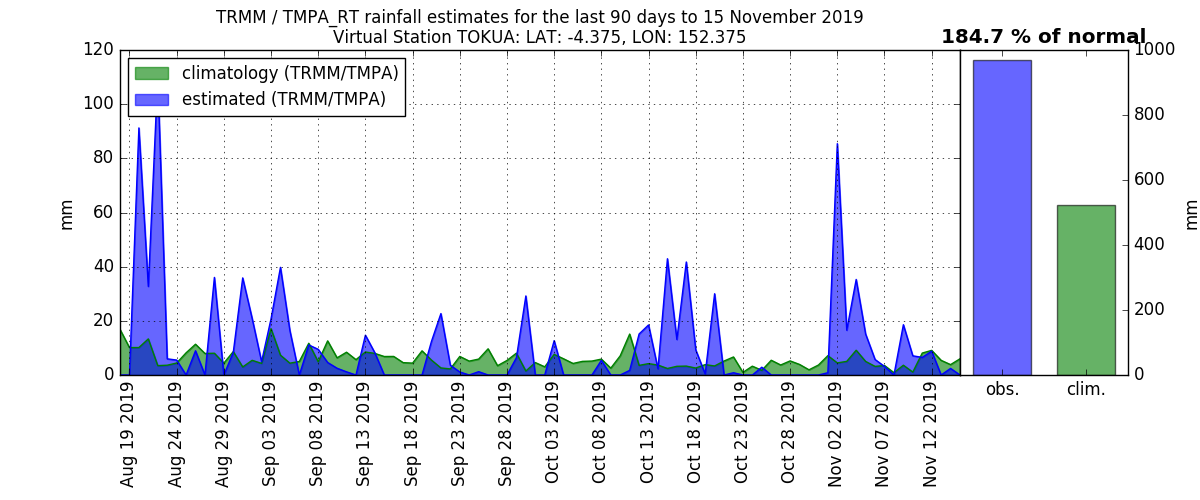 TRMM / TMPA_RT rainfall estimates for the last 90 days to 15 November 2019
Virtual Station TOKUA: LAT: -4.375, LON: 152.375
184.7 % of normal
climatology (TRMM/TMPA)
estimated (TRMM/TMPA)
mm
120
100
80
60
40
20
0
Aug 19 2019
Aug 24 2019
Aug 29 2019
Sep 03 2019
Sep 08 2019
Sep 13 2019
Sep 18 2019
Sep 23 2019
Sep 28 2019
Oct 03 2019
Oct 08 2019
Oct 13 2019
Oct 18 2019
Oct 23 2019
Oct 28 2019
Nov 02 2019
Nov 07 2019
Nov 12 2019
obs.
clim.
1000
800
600
400
200
0
mm